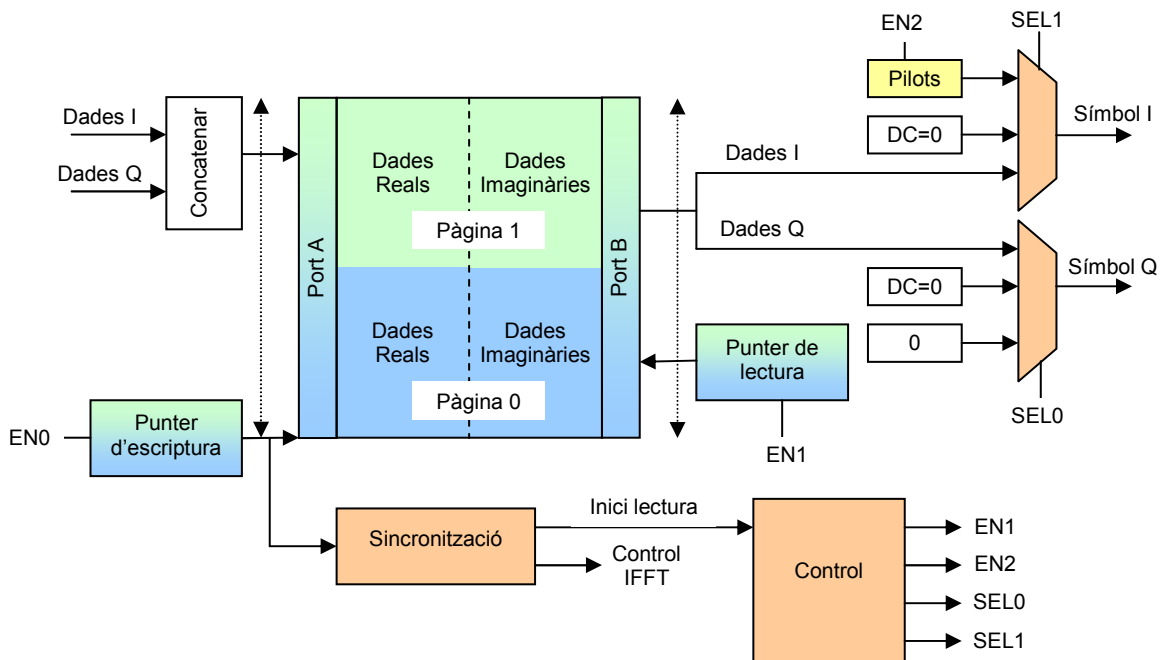 EN2
SEL1
Pilots
Dades I
Símbol I
DC=0
Concatenar
Dades Q
Dades I
Dades
Reals
Dades
Imaginàries
Pàgina 1
Port A
Port B
Dades Q
Símbol Q
DC=0
Dades
Reals
Dades
Imaginàries
Punter de
lectura
0
Pàgina 0
SEL0
EN0
Punter
d’escriptura
EN1
Inici lectura
Sincronització
Control
IFFT
Control
EN1
EN2
SEL0
SEL1